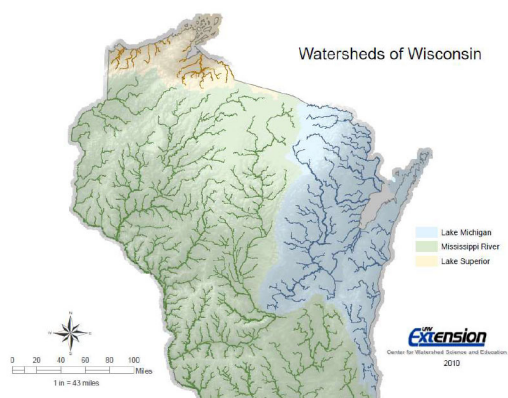 Watersheds of Wisconsin
Lake Michigan
Mississippi River
Lake Superior
N
W
E
S
0 20 40 60 80 100
Miles
1 in = 43 miles
UW
Extension
Center for Watershed Science and Education
2010